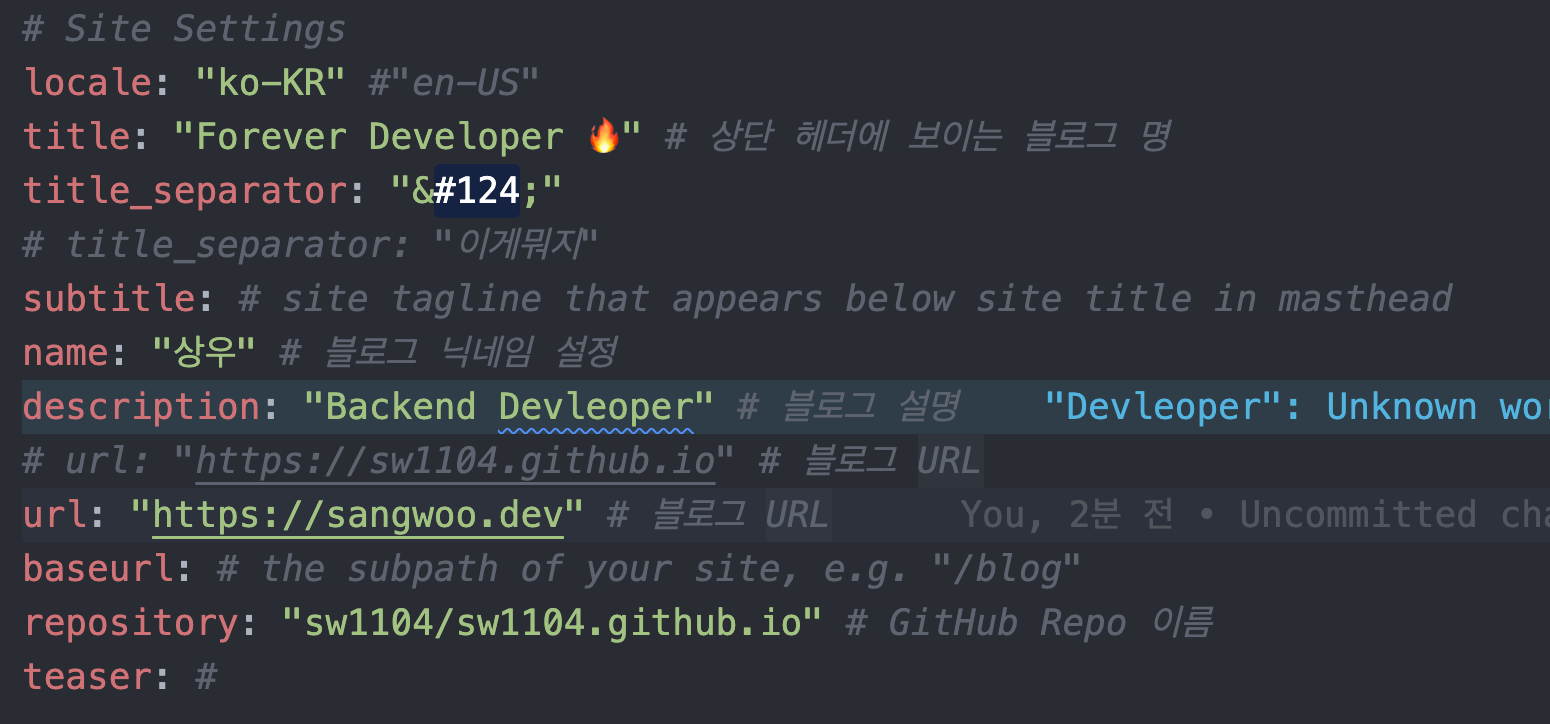 # Site Settings
locale: "ko-KR" #"en-US"
title: "Forever Developer 🔥" # 상단 헤더에 보이는 블로그 명
title_separator: "&#124;"
# title_separator: "이게뭐지"
subtitle: # site tagline that appears below site title in masthead
name: "상우" # 블로그 닉네임 설정
description: "Backend Devleoper" # 블로그 설명 "Devleoper": Unknown
# url: "https://sw1104.github.io" # 블로그 URL
url: "https://sangwoo.dev" # 블로그 URL You, 2분 전 • Uncommitted
baseurl: # the subpath of your site, e.g. "/blog"
repository: "sw1104/sw1104.github.io" # GitHub Repo 이름
teaser: #